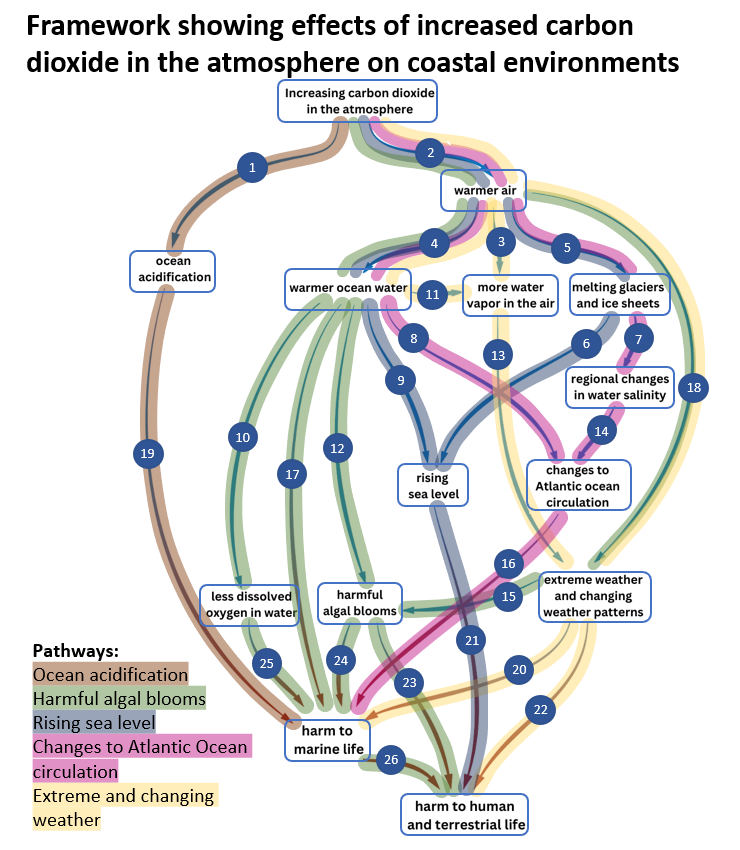 Framework showing effects of increased carbon
dioxide in the atmosphere on coastal environments
Increasing carbon dioxide
in the atmosphere
2
1
warmer air
4
3
5
ocean
acidification
warmer ocean water
11
more water
vapor in the air
melting glaciers
and ice sheets
8
13
6
7
9
regional changes
in water salinity
18
10
12
14
19
17
rising
sea level
changes to
Atlantic ocean
circulation
16
15
less dissolved
oxygen in water
harmful
algal blooms
extreme weather
and changing
weather patterns
21
25
24
20
23
22
Pathways:
Ocean acidification
Harmful algal blooms
Rising sea level
Changes to Atlantic Ocean
circulation
Extreme and changing
weather
harm to
marine life
26
harm to human
and terrestrial life